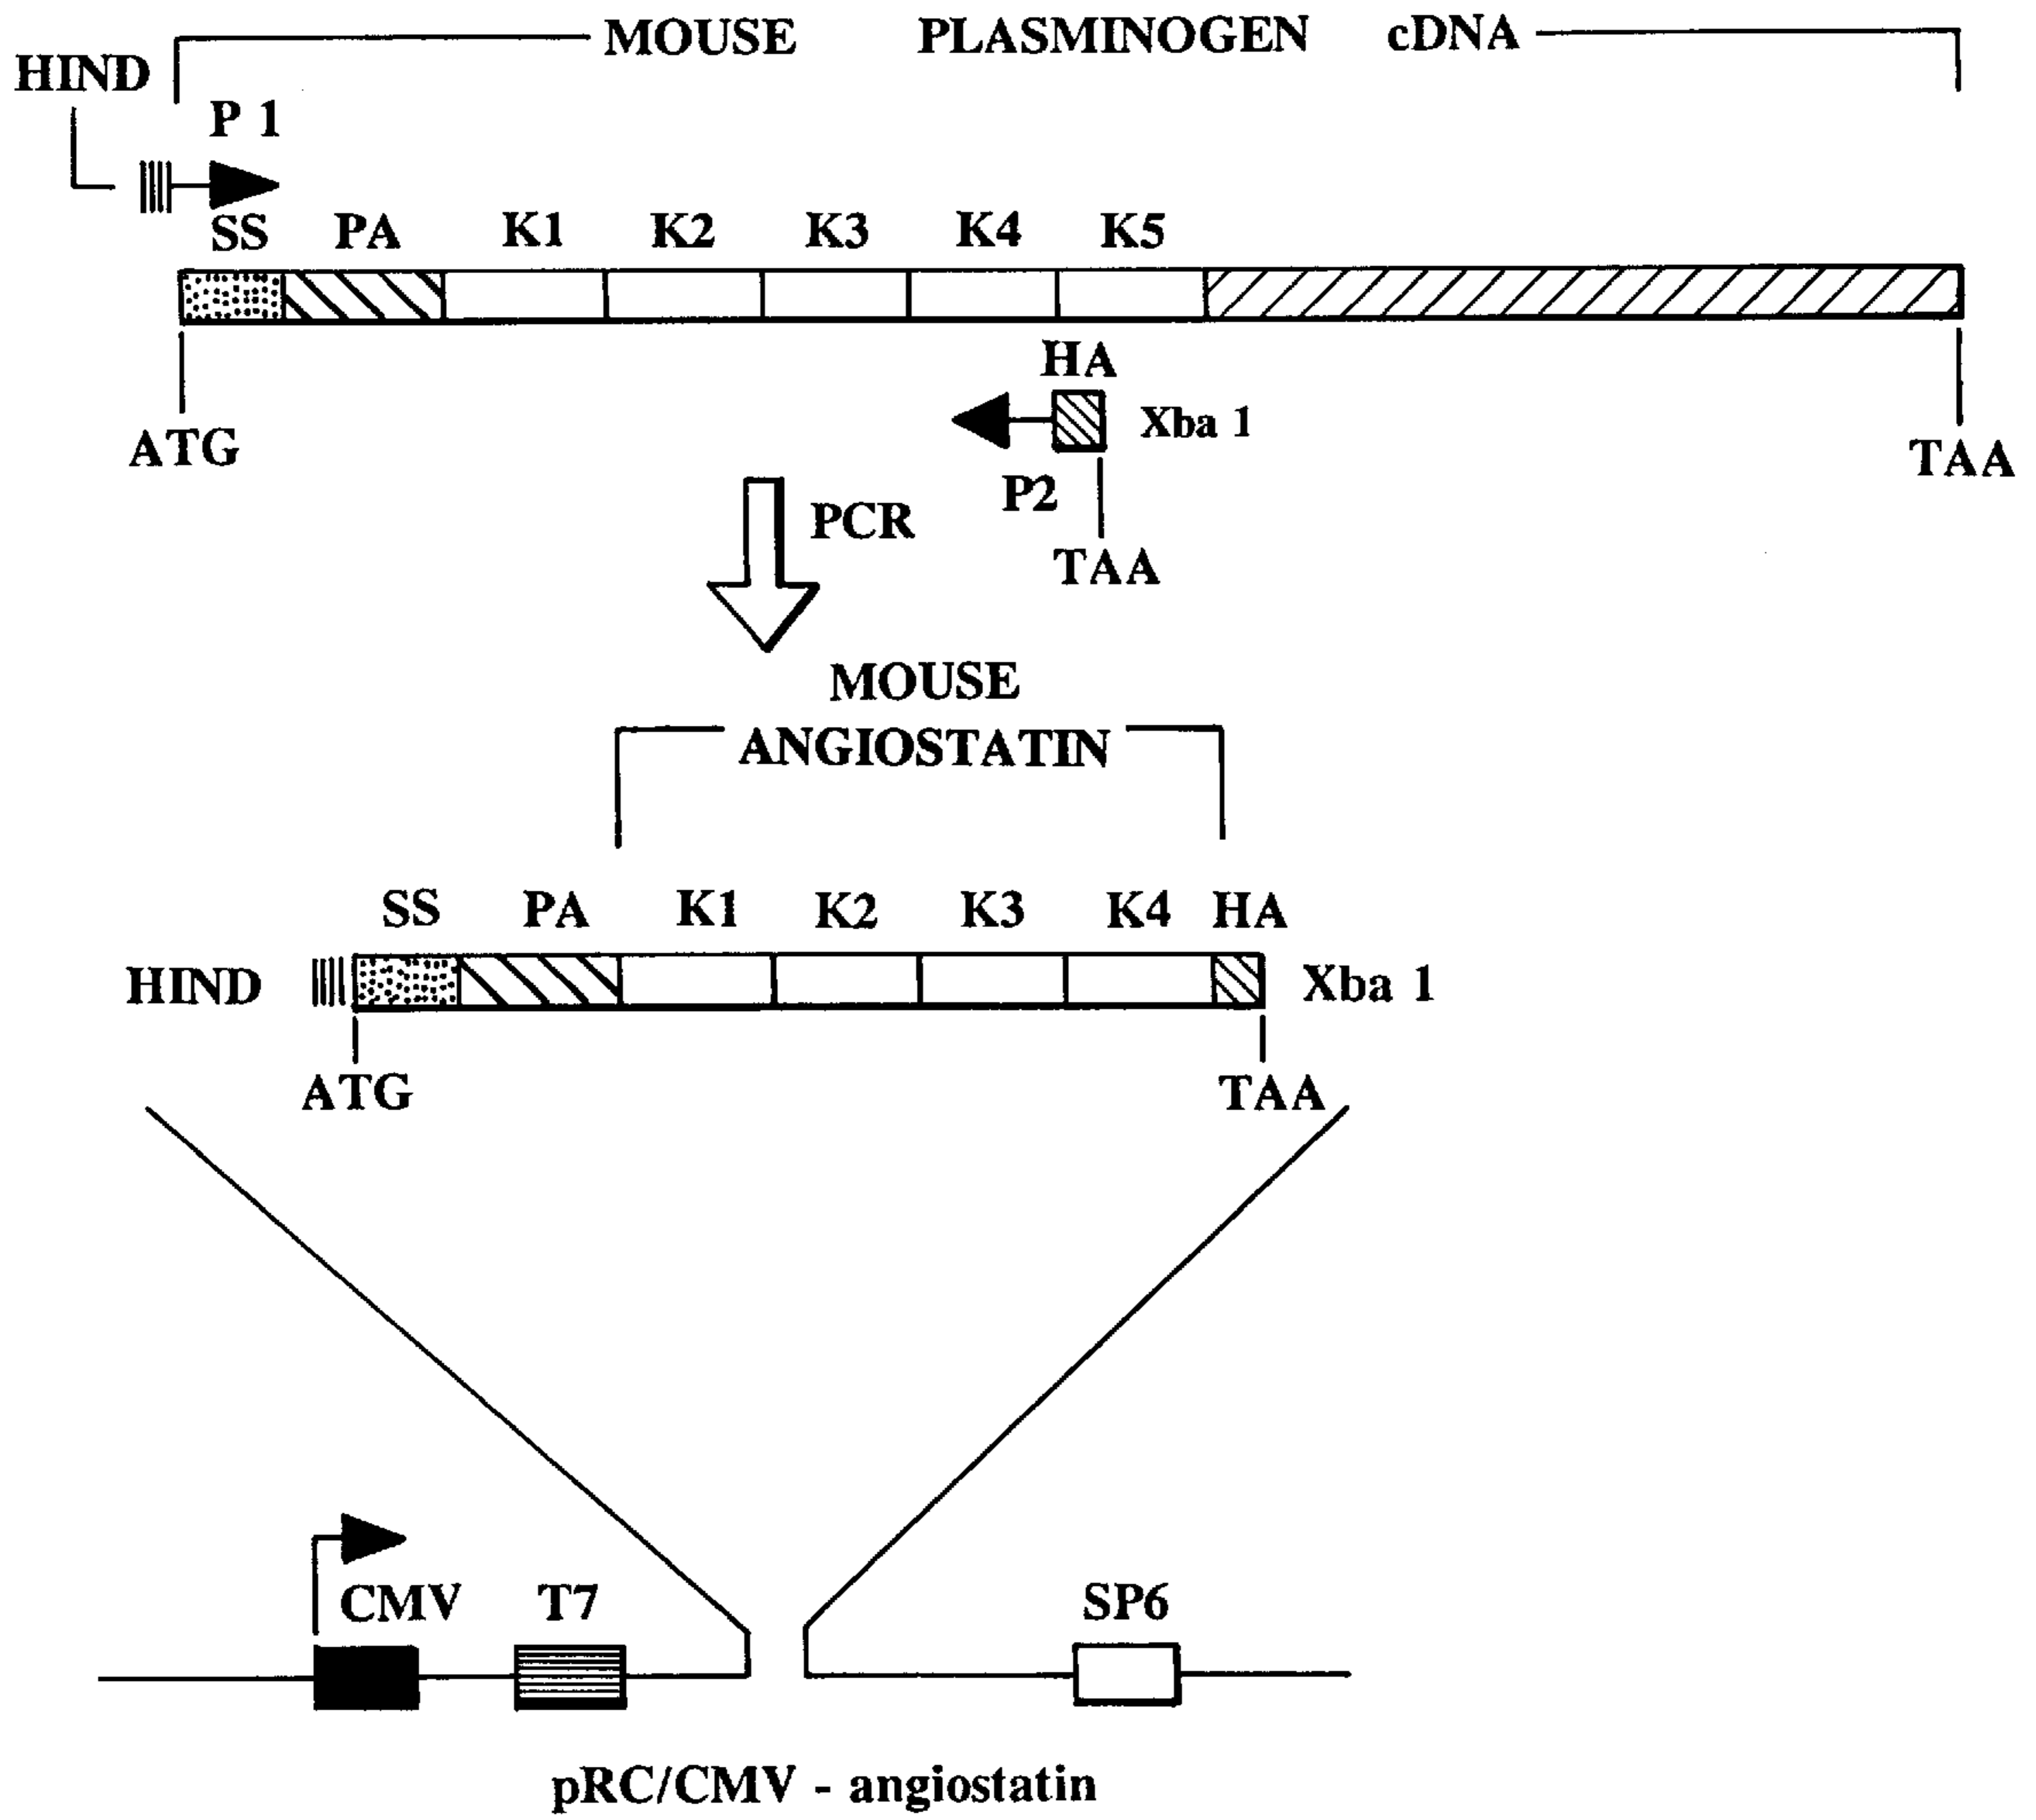 MOUSE PLASMINOGEN cDNA
HIND
P 1
SS PA K1 K2 K3 K4 K5
HA
Xba 1
ATG
TAA
P2
PCR
TAA
MOUSE
ANGIOSTATIN
SS PA K1 K2 K3 K4 HA
HIND
Xba 1
ATG
TAA
CMV T7 SP6
pRC/CMV - angiostatin